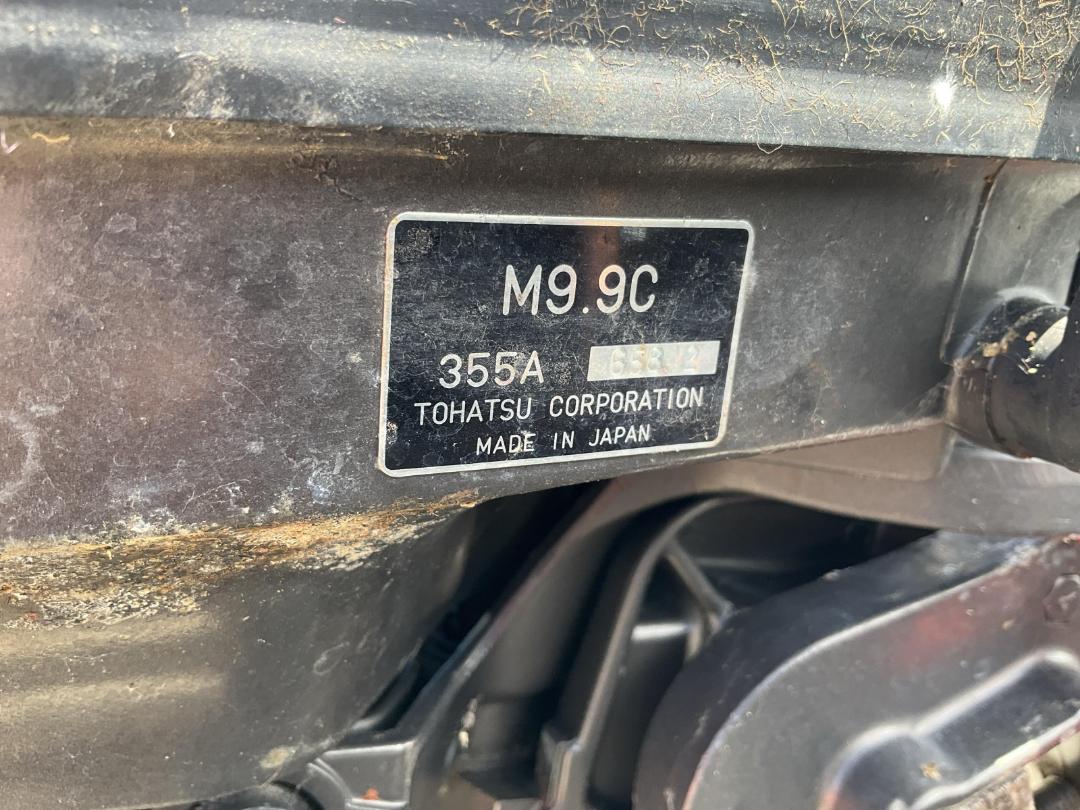 M9.9C
355A
TOHATSU CORPORATION
MADE IN JAPAN